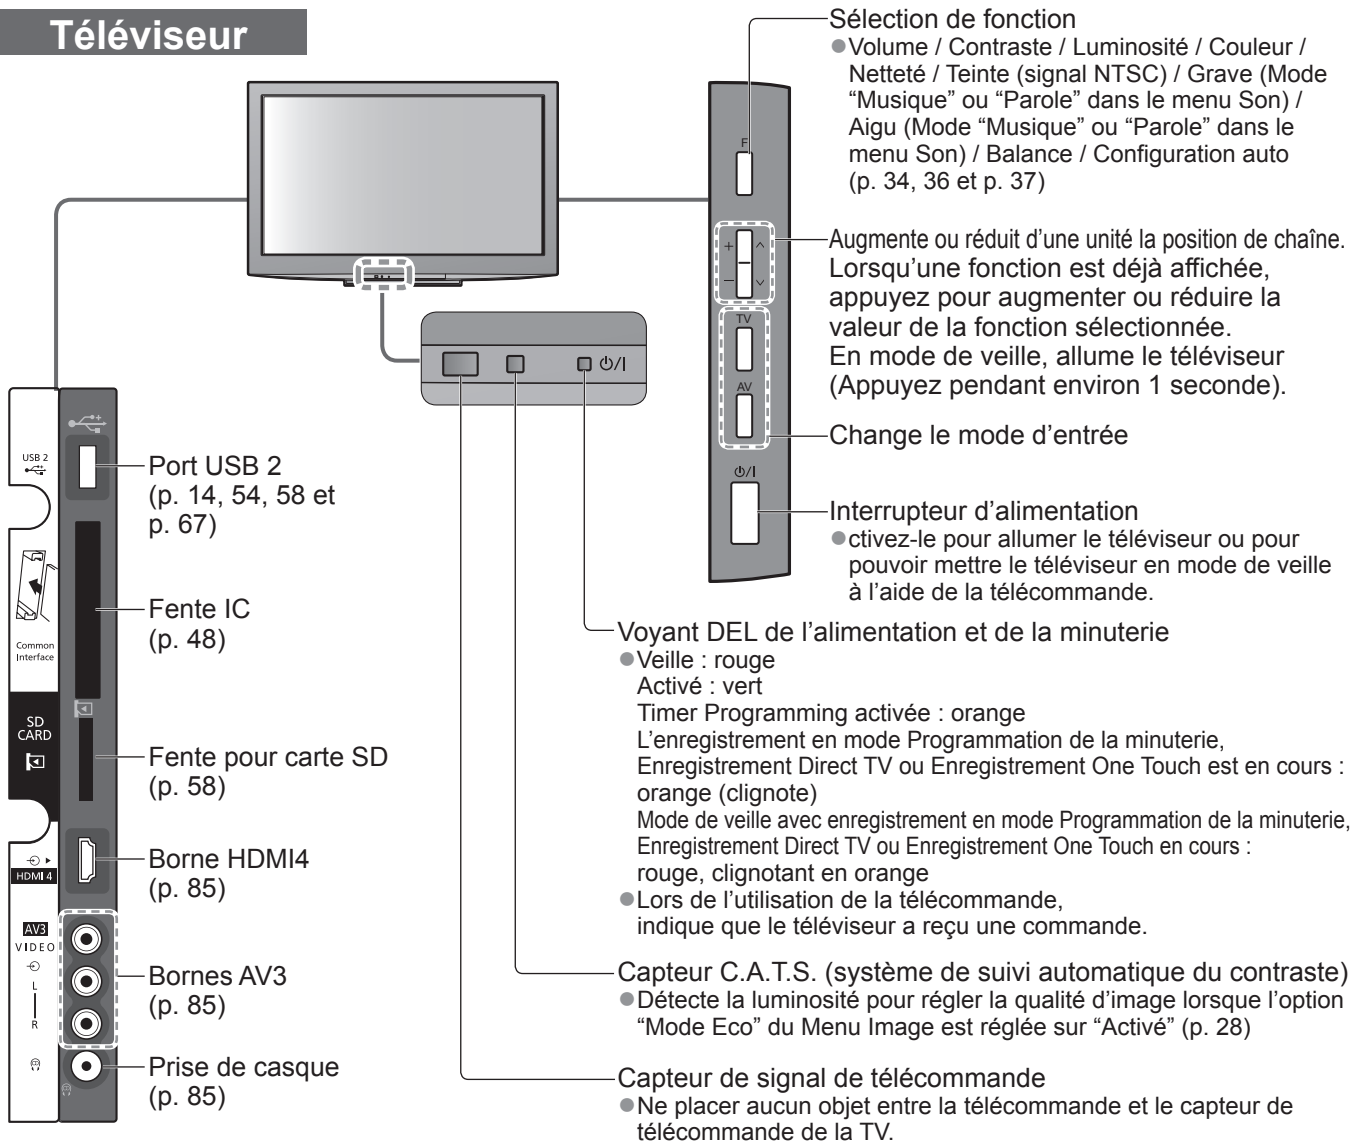 Téléviseur
Sélection de fonction
●Volume / Contraste / Luminosité / Couleur /
Netteté / Teinte (signal NTSC) / Grave (Mode
“Musique” ou “Parole” dans le menu Son) /
Aigu (Mode “Musique” ou “Parole” dans le
menu Son) / Balance / Configuration auto
(p. 34, 36 et p. 37)
F
Augmente ou réduit d’une unité la position de chaîne.
Lorsqu’une fonction est déjà affichée,
appuyez pour augmenter ou réduire la
valeur de la fonction sélectionnée.
En mode de veille, allume le téléviseur
(Appuyez pendant environ 1 seconde).
+ ^
− v
TV
AV
Change le mode d’entrée
⏻/I
⏻/I
Interrupteur d’alimentation
●ctivez-le pour allumer le téléviseur ou pour
pouvoir mettre le téléviseur en mode de veille
à l’aide de la télécommande.
USB 2
Port USB 2
(p. 14, 54, 58 et
p. 67)
Common
Interface
Fente IC
(p. 48)
SD
CARD
Fente pour carte SD
(p. 58)
HDMI 4
Borne HDMI4
(p. 85)
AV3
VIDEO
L
R
Bornes AV3
(p. 85)
Prise de casque
(p. 85)
Voyant DEL de l’alimentation et de la minuterie
●Veille : rouge
Activé : vert
Timer Programming activée : orange
L’enregistrement en mode Programmation de la minuterie,
Enregistrement Direct TV ou Enregistrement One Touch est en cours :
orange (clignote)
Mode de veille avec enregistrement en mode Programmation de la minuterie,
Enregistrement Direct TV ou Enregistrement One Touch en cours :
rouge, clignotant en orange
●Lors de l’utilisation de la télécommande,
indique que le téléviseur a reçu une commande.
Capteur C.A.T.S. (système de suivi automatique du contraste)
●Détecte la luminosité pour régler la qualité d’image lorsque l’option
“Mode Eco” du Menu Image est réglée sur “Activé” (p. 28)
Capteur de signal de télécommande
●Ne placer aucun objet entre la télécommande et le capteur de
télécommande de la TV.